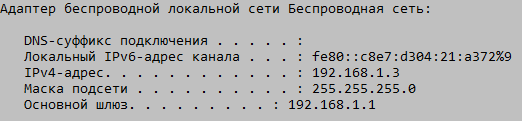 Адаптер беспроводной локальной сети Беспроводная сеть:
DNS-суффикс подключения . . . . . :
Локальный IPv6-адрес канала . . . : fe80::c8e7:d304:21:a372%9
IPv4-адрес. . . . . . . . . . . . : 192.168.1.3
Маска подсети . . . . . . . . . . : 255.255.255.0
Основной шлюз. . . . . . . . . : 192.168.1.1